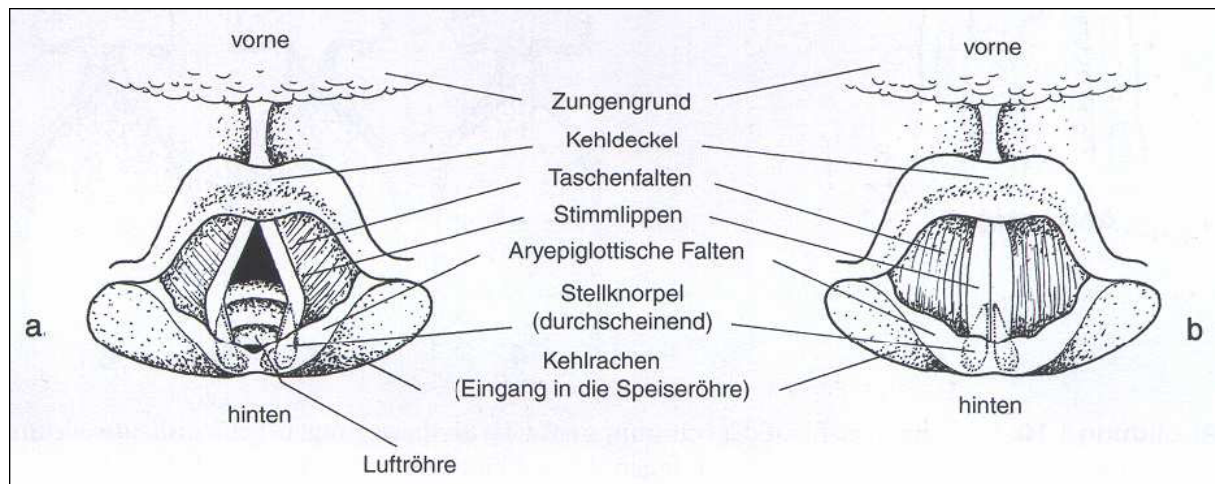 vorne
vorne
Zungengrund
Kehldeckel
Taschenfalten
Stimmlippen
Aryepiglottische Falten
Stellknorpel
(durchscheinend)
Kehlrachen
(Eingang in die Speiseröhre)
a.
b
hinten
hinten
Luftröhre